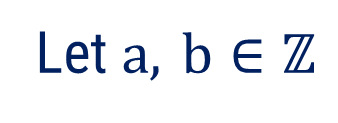 Let a, b ∈ ℤ